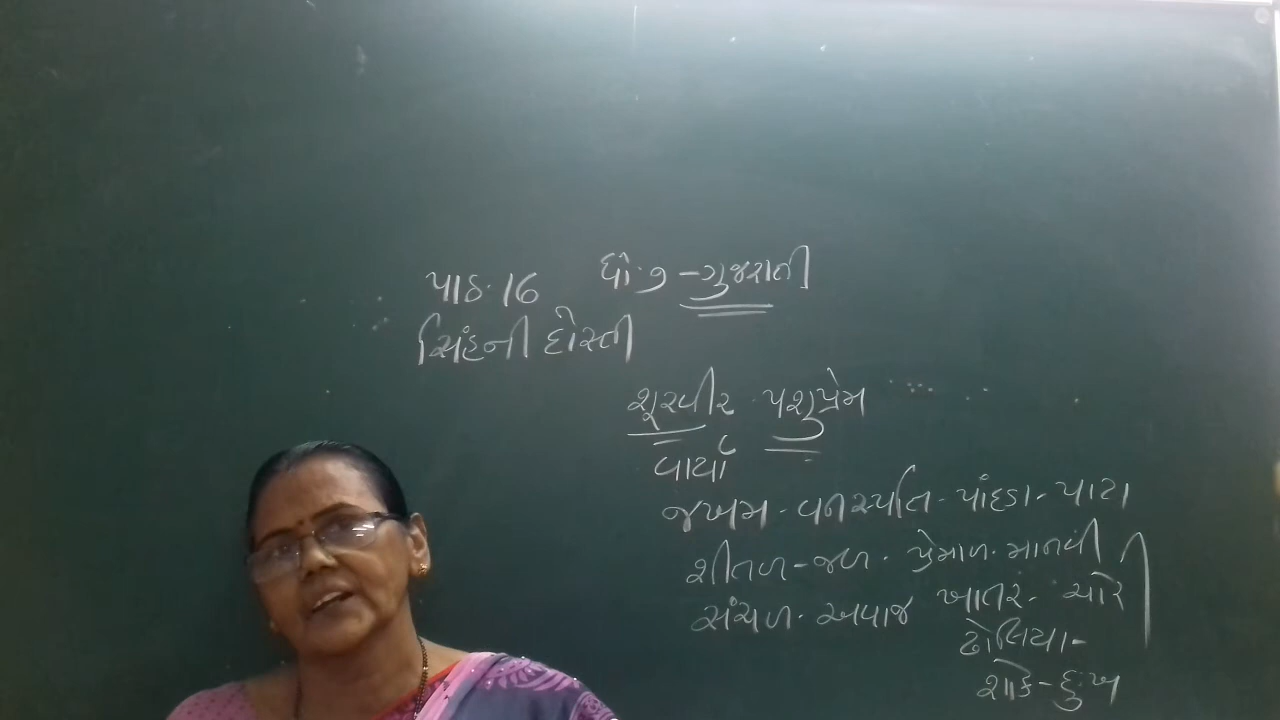 પાઠ.16 ધો.૭ - ગુજરાતી
સિંહની દોસ્તી
શૂરવીર પશુપ્રેમ
ઘાયાઁ
જખમ - વનસ્પતિ - પાંદડા - પાટા
શીતળ - જળ. પ્રેમાળ. માનવી
સંચળ. અવાજ ખાતર. ચોરે
ઢોલિયા -
શોક - દુ:ખ